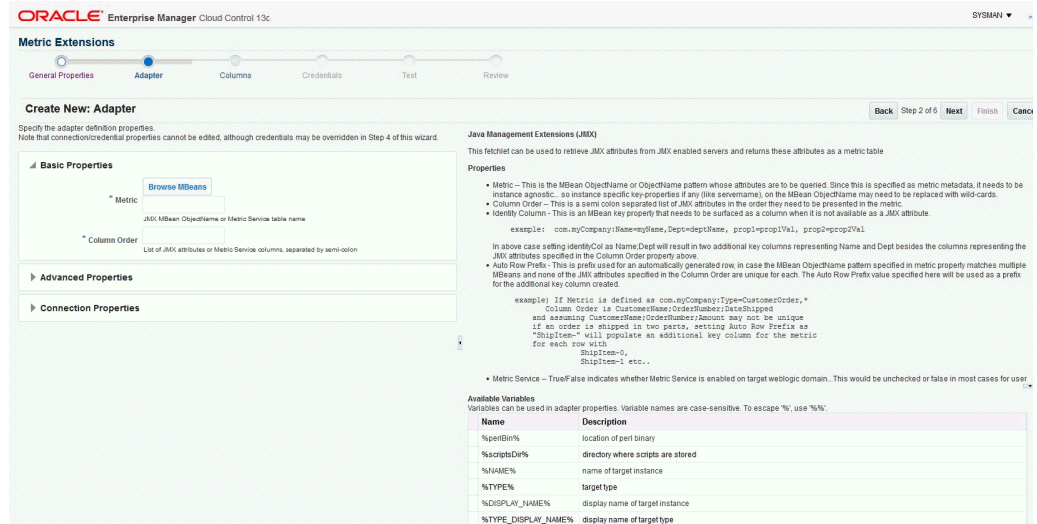 ORACLE® Enterprise Manager Cloud Control 13c
SYSMAN ▼
Metric Extensions
General Properties
Adapter
Columns
Credentials
Test
Review
Create New: Adapter
Back Step 2 of 6 Next Finish Cance
Specify the adapter definition properties.
Note that connection/credential properties cannot be edited, although credentials may be overridden in Step 4 of this wizard.
Basic Properties
Browse MBeans
* Metric
JMX MBean ObjectName or Metric Service table name
* Column Order
List of JMX attributes or Metric Service columns, separated by semi-colon
Advanced Properties
Connection Properties
Java Management Extensions (JMX)
This fetchlet can be used to retrieve JMX attributes from JMX enabled servers and returns these attributes as a metric table
Properties
• Metric -- This is the MBean ObjectName or ObjectName pattern whose attributes are to be queried. Since this is specified as metric metadata, it needs to be
instance agnostic... so instance specific key-properties if any (like servername), on the MBean ObjectName may need to be replaced with wild-cards.
• Column Order -- This is a semi colon separated list of JMX attributes in the order they need to be presented in the metric.
• Identity Column - This is an MBean key property that needs to be surfaced as a column when it is not available as a JMX attribute.
example: com.myCompany:Name=myName,Dept=deptName, prop1=prop1Val, prop2=prop2Val
In above case setting identityCol as Name;Dept will result in two additional key columns representing Name and Dept besides the columns representing the
JMX attributes specified in the Column Order property above.
• Auto Row Prefix - This is prefix used for an automatically generated row, in case the MBean ObjectName pattern specified in metric property matches multiple
MBeans and none of the JMX attributes specified in the Column Order are unique for each. The Auto Row Prefix value specified here will be used as a prefix
for the additional key column created.
example) If Metric is defined as com.myCompany:Type=CustomerOrder,*
Column Order is CustomerName;OrderNumber;DateShipped
and assuming CustomerName;OrderNumber;Amount may not be unique
if an order is shipped in two parts, setting Auto Row Prefix as
"ShipItem-" will populate an additional key column for the metric
for each row with
ShipItem-0,
ShipItem-1 etc..
• Metric Service -- True/False indicates whether Metric Service is enabled on target weblogic domain...This would be unchecked or false in most cases for user
Available Variables
Variables can be used in adapter properties. Variable names are case-sensitive. To escape '%', use '%%'.
Name Description
%perlBin% location of perl binary
%scriptsDir% directory where scripts are stored
%NAME% name of target instance
%TYPE% target type
%DISPLAY_NAME% display name of target instance
%TYPE_DISPLAY_NAME% display name of target type